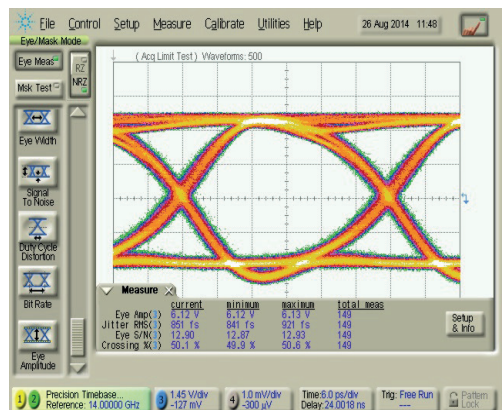 File Control Setup Measure Calibrate Utilities Help 26 Aug 2014 11:48
Eye/Mask Mode
Eye Meas
RZ
NRZ
Msk Test
( Acq Limit Test ) Waveforms: 500
Eye Width
Signal To Noise
Duty Cycle Distortion
Bit Rate
Eye Amplitude
Measure
current minimum maximum total meas
Eye Amp(3) 6.12 V 6.12 V 6.13 V 149
Jitter RMS(3) 851 fs 841 fs 921 fs 149
Eye S/N(3) 12.90 12.87 12.93 149
Crossing %(3) 50.1 % 49.9 % 50.6 % 149
Setup & Info
1 2 Precision Timebase...
Reference: 14.00000 GHz
3 1.45 V/div
-127 mV
4 1.0 mV/div
-300 µV
Time:6.0 ps/div
Delay:24.0018 ns
Trig: Free Run
----
Pattern Lock